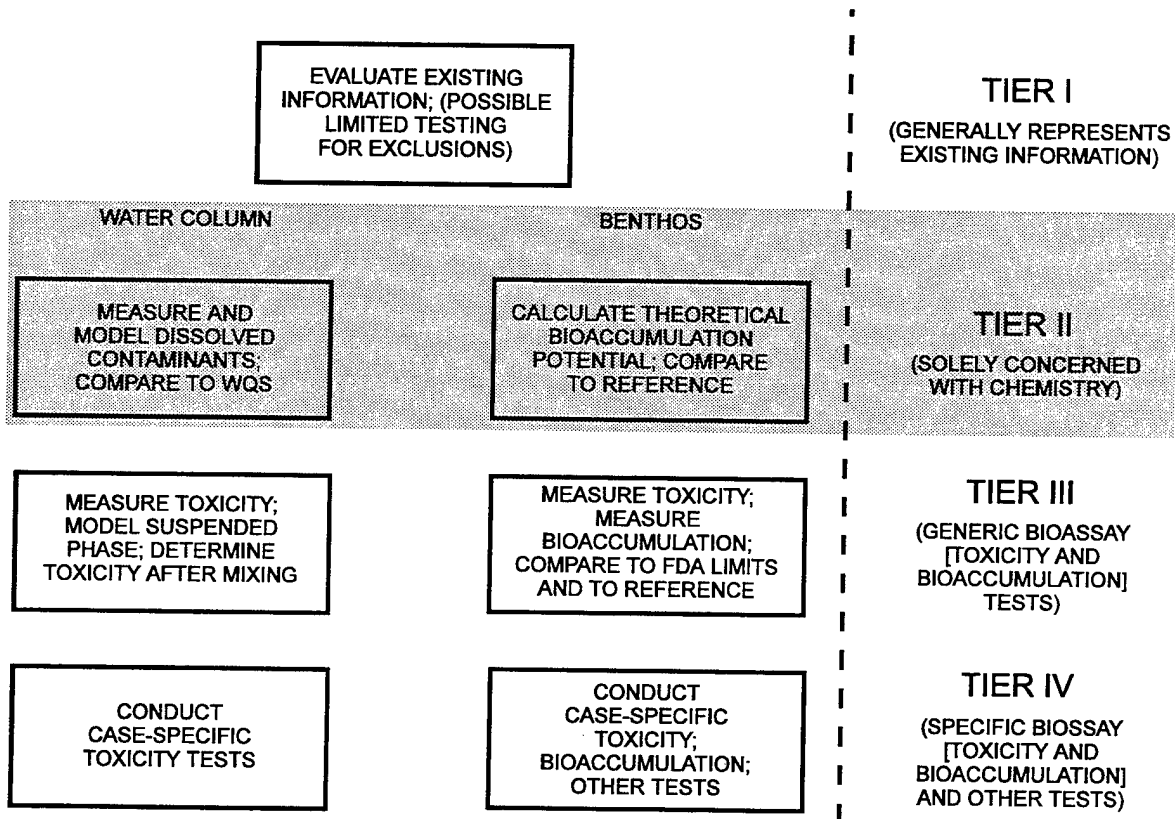 EVALUATE EXISTING
INFORMATION; (POSSIBLE
LIMITED TESTING
FOR EXCLUSIONS)
TIER I
(GENERALLY REPRESENTS
EXISTING INFORMATION)
WATER COLUMN
BENTHOS
MEASURE AND
MODEL DISSOLVED
CONTAMINANTS;
COMPARE TO WQS
CALCULATE THEORETICAL
BIOACCUMULATION
POTENTIAL; COMPARE
TO REFERENCE
TIER II
(SOLELY CONCERNED
WITH CHEMISTRY)
MEASURE TOXICITY;
MODEL SUSPENDED
PHASE; DETERMINE
TOXICITY AFTER MIXING
MEASURE TOXICITY;
MEASURE
BIOACCUMULATION;
COMPARE TO FDA LIMITS
AND TO REFERENCE
TIER III
(GENERIC BIOASSAY
[TOXICITY AND
BIOACCUMULATION]
TESTS)
CONDUCT
CASE-SPECIFIC
TOXICITY TESTS
CONDUCT
CASE-SPECIFIC
TOXICITY;
BIOACCUMULATION;
OTHER TESTS
TIER IV
(SPECIFIC BIOSSAY
[TOXICITY AND
BIOACCUMULATION]
AND OTHER TESTS)